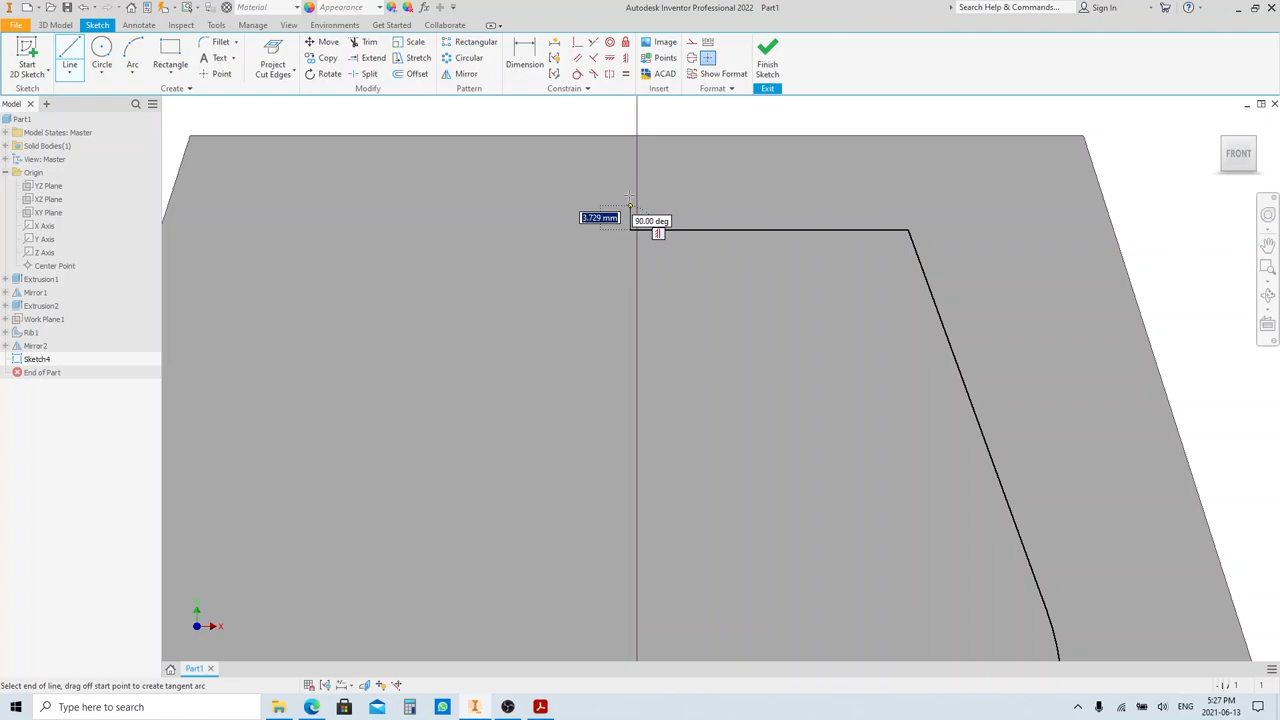 Material
Appearance
Autodesk Inventor Professional 2022 Part1
Search Help & Commands...
Sign In
File 3D Model Sketch Annotate Inspect Tools Manage View Environments Get Started Collaborate
Start
2D Sketch
Line
Circle
Arc
Rectangle
Fillet
Text
Point
Project
Cut Edges
Move
Copy
Rotate
Trim
Extend
Split
Scale
Stretch
Offset
Rectangular
Circular
Mirror
Dimension
Image
Points
ACAD
Show Format
Finish
Sketch
Sketch Create Modify Pattern Constrain Insert Format Exit
Model
Part1
Model States: Master
Solid Bodies(1)
View: Master
Origin
YZ Plane
XZ Plane
XY Plane
X Axis
Y Axis
Z Axis
Center Point
Extrusion1
Mirror1
Extrusion2
Work Plane1
Rib1
Mirror2
Sketch4
End of Part
FRONT
3.729 mm
90.00 deg
X
Part1
Select end of line, drag off start point to create tangent arc
1 1
Type here to search
ENG
5:27 PM
2021-06-13